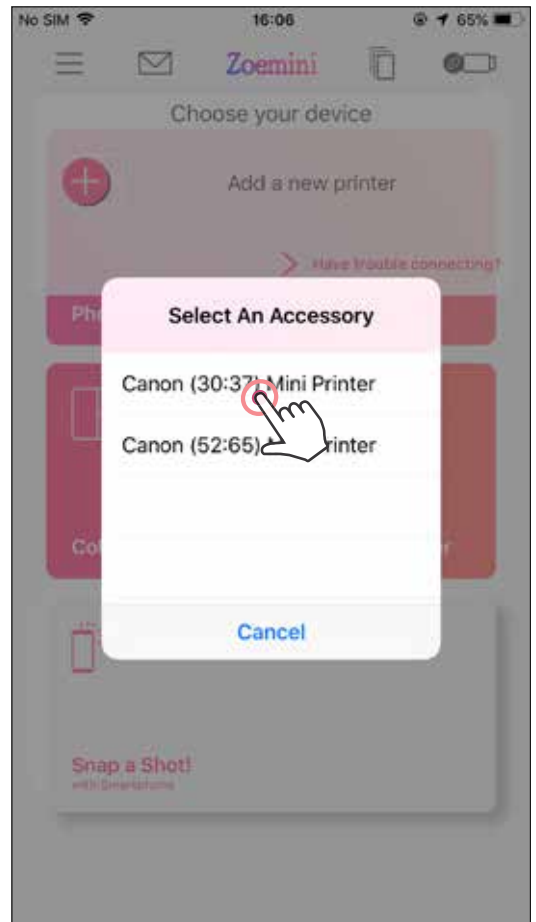 No SIM 16:06 65%
Zoemini
Choose your device
Add a new printer
Have trouble connecting?
Select An Accessory
Canon (30:37) Mini Printer
Canon (52:65)
Cancel
Snap a Shot!
with Smartphone